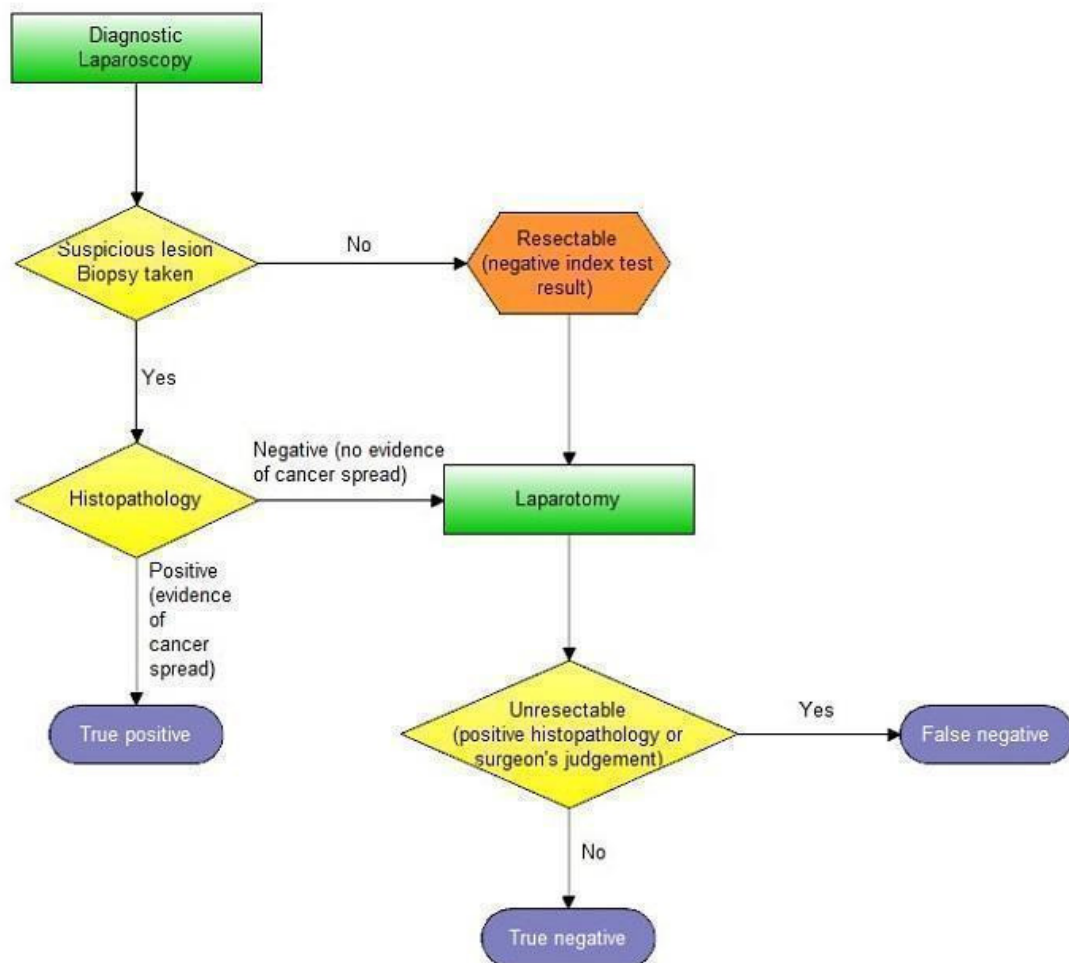 Diagnostic
Laparoscopy
Suspicious lesion
Biopsy taken
No
Resectable
(negative index test
result)
Yes
Histopathology
Negative (no evidence
of cancer spread)
Laparotomy
Positive
(evidence
of
cancer
spread)
True positive
Unresectable
(positive histopathology or
surgeon's judgement)
Yes
False negative
No
True negative